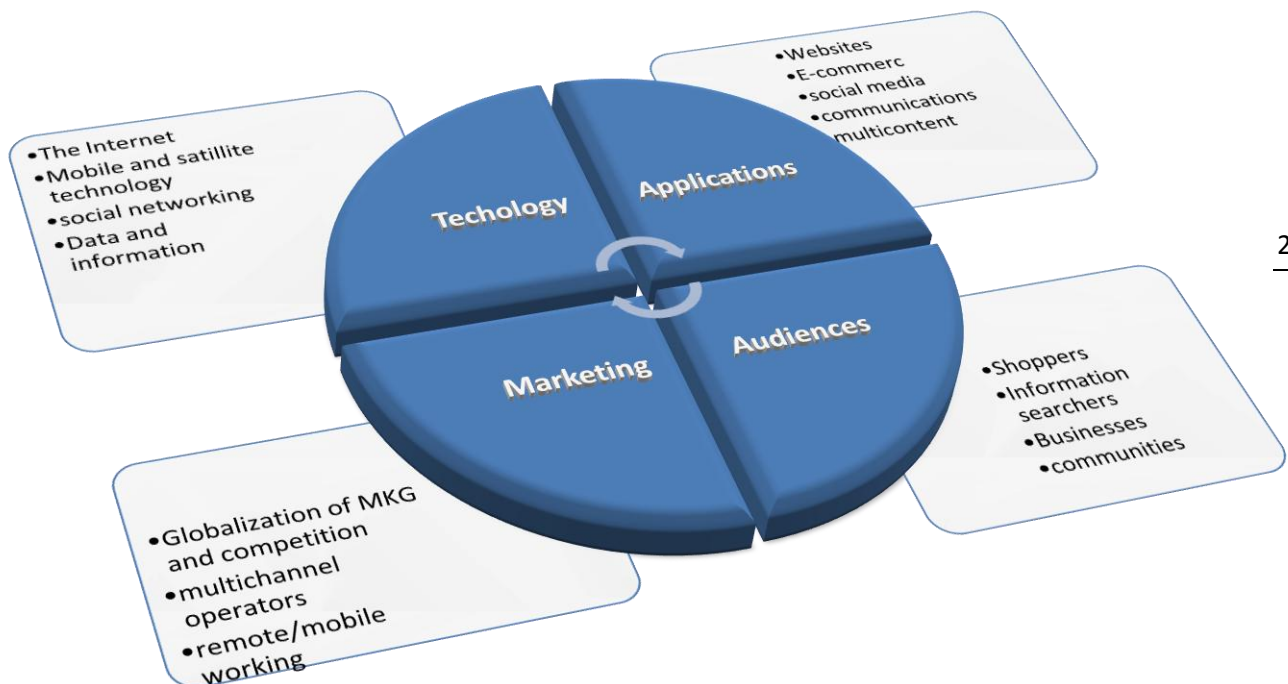 •The Internet
•Mobile and satillite
technology
•social networking
•Data and
information
Techology
•Websites
•E-commerc
•social media
•communications
multicontent
Applications
2
Audiences
•Shoppers
•Information
searchers
•Businesses
•communities
Marketing
•Globalization of MKG
and competition
•multichannel
operators
•remote/mobile
working